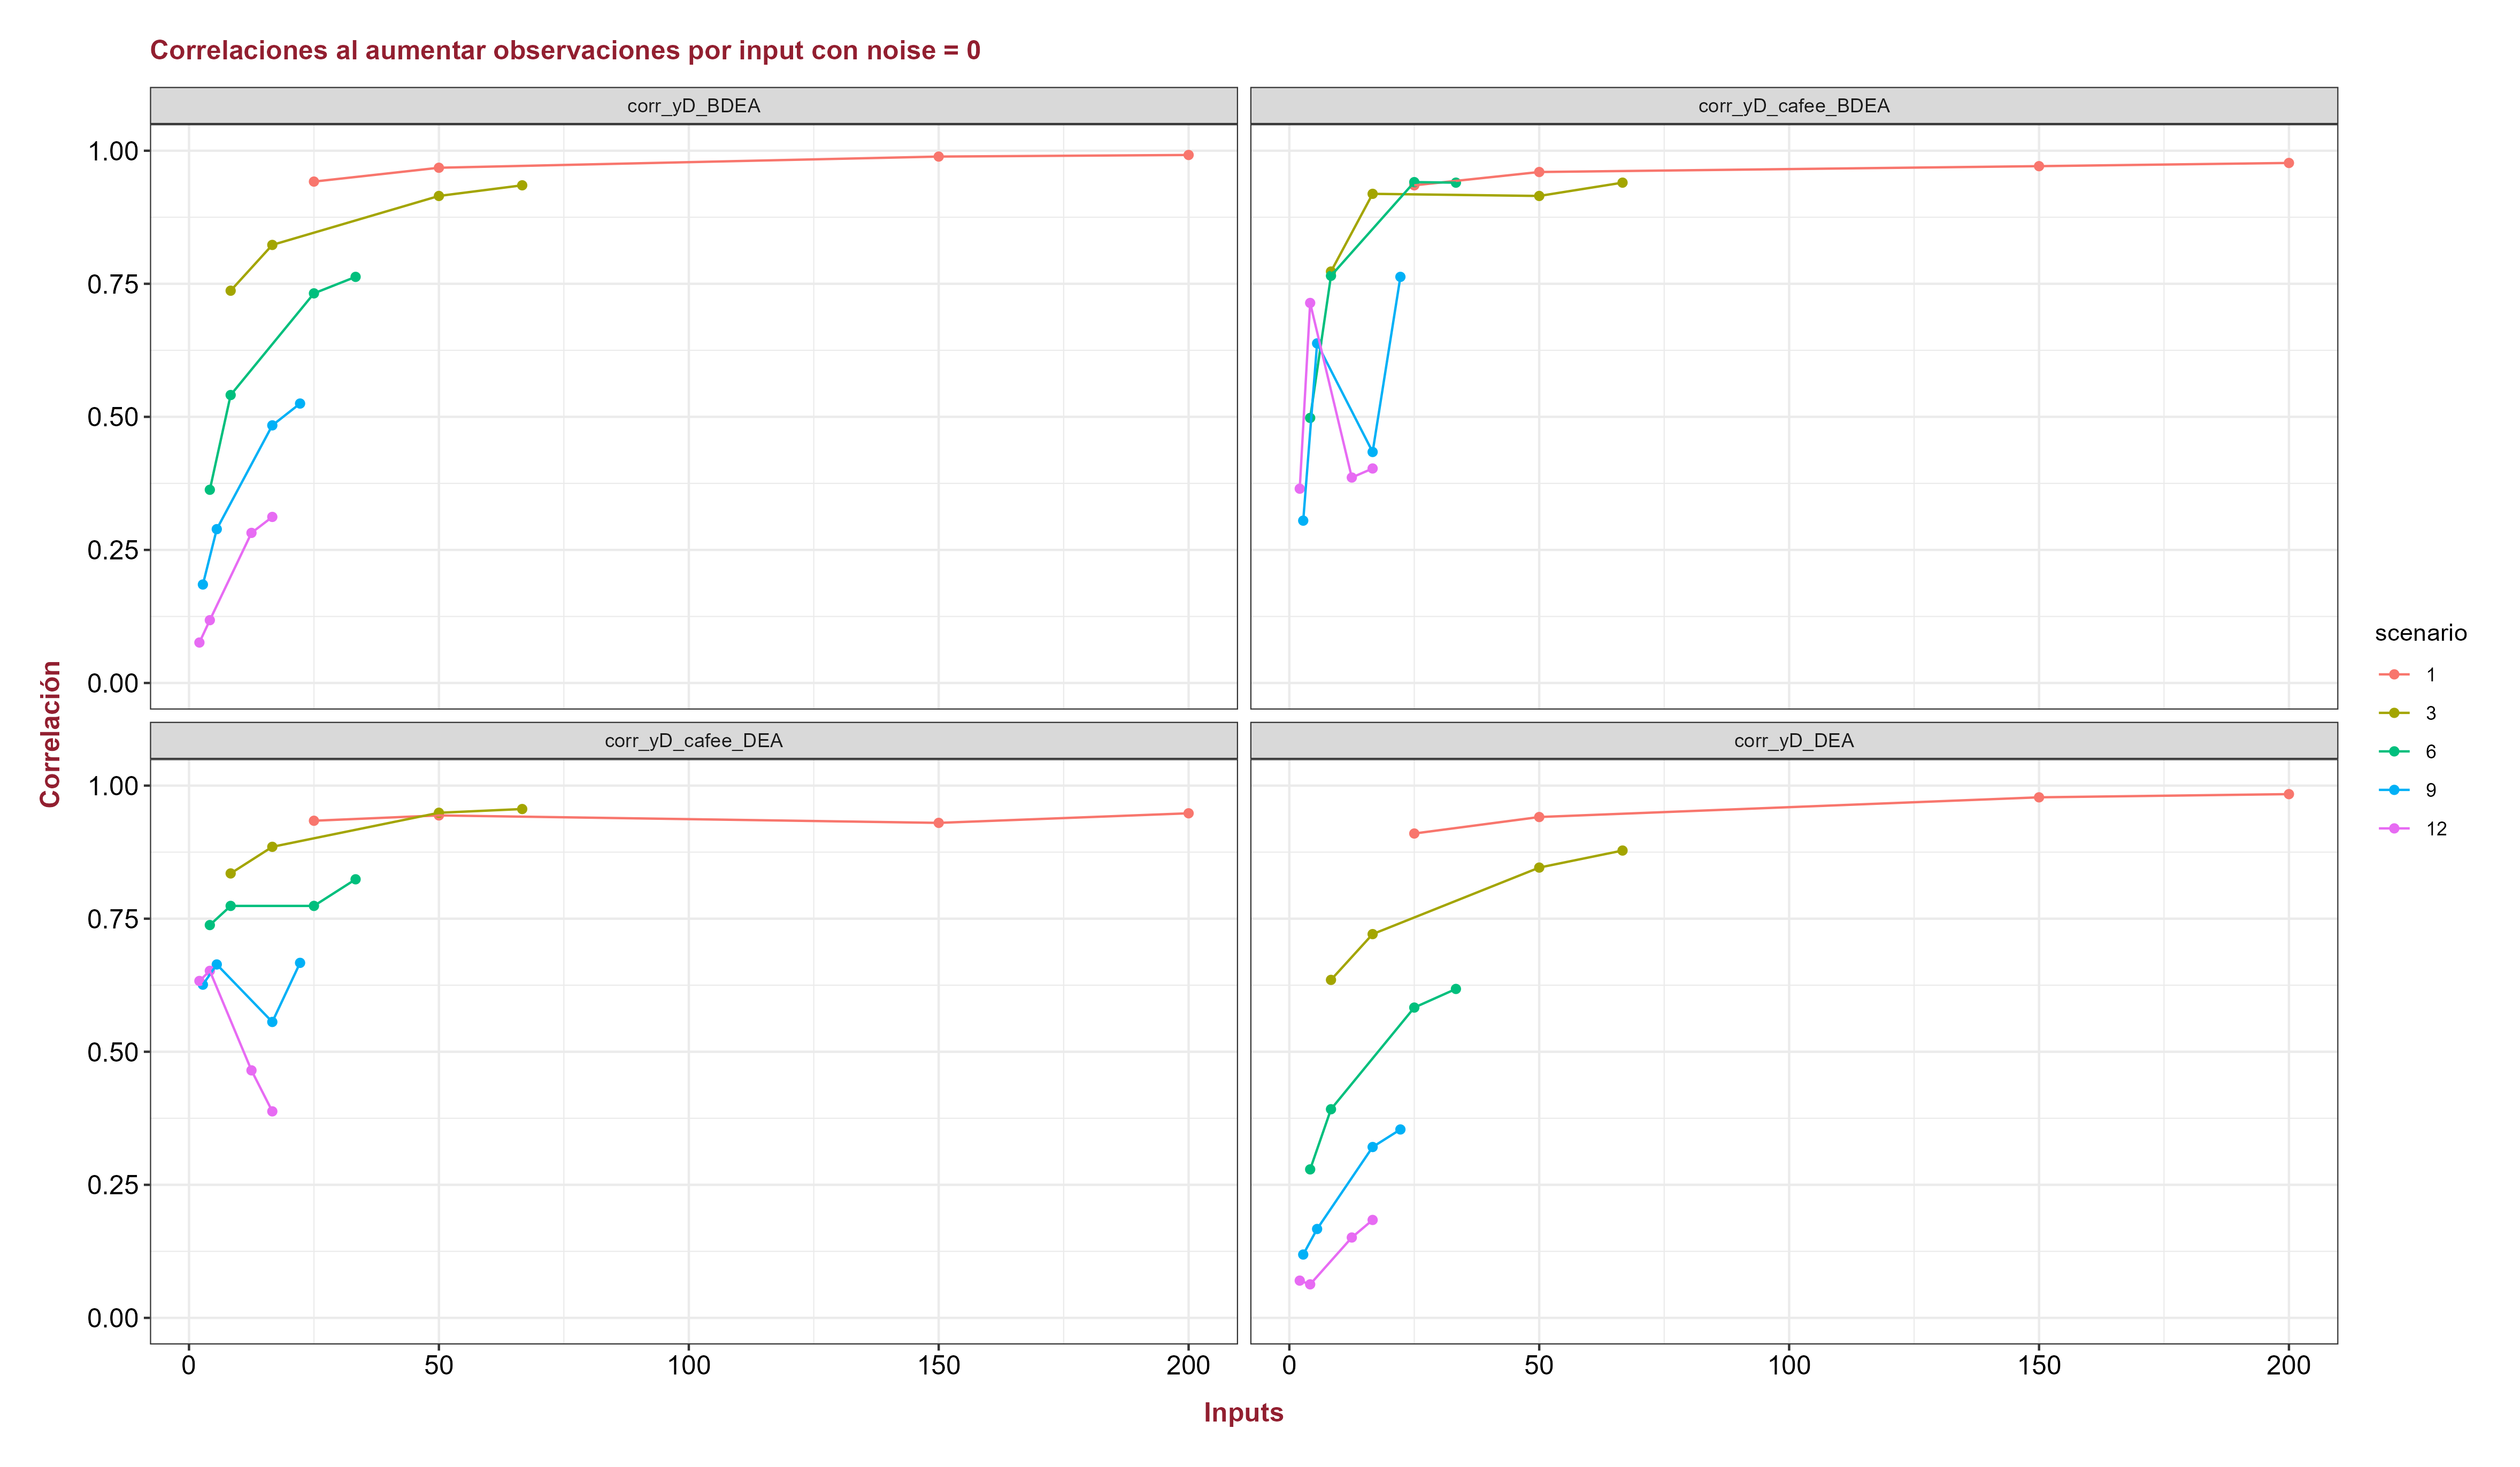 Correlaciones al aumentar observaciones por input con noise = 0
corr_yD_BDEA
corr_yD_cafee_BDEA
1.00
0.75
0.50
0.25
0.00
corr_yD_cafee_DEA
corr_yD_DEA
1.00
0.75
0.50
0.25
0.00
Correlación
0 50 100 150 200
0 50 100 150 200
Inputs
scenario
1
3
6
9
12